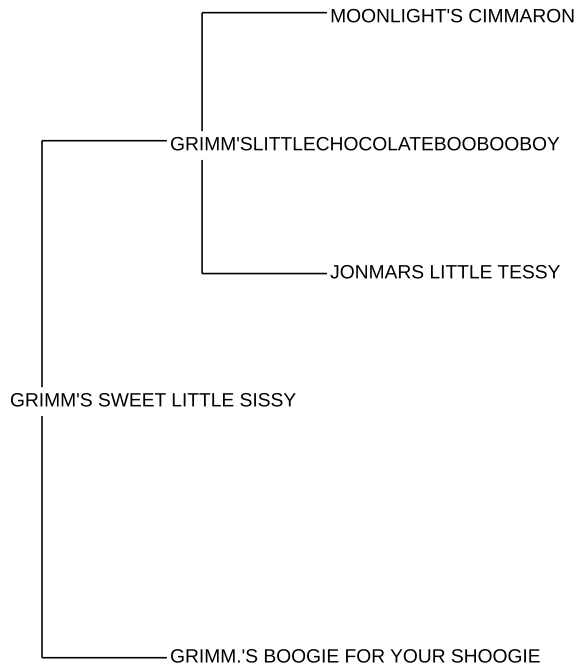 MOONLIGHT'S CIMMARON
GRIMM'SLITTLECHOCOLATEBOOBOOBOY
JONMARS LITTLE TESSY
GRIMM'S SWEET LITTLE SISSY
GRIMM.'S BOOGIE FOR YOUR SHOOGIE